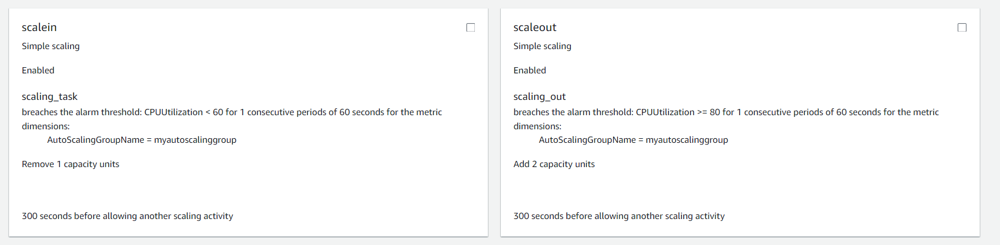 scalein
Simple scaling
Enabled
scaling_task
breaches the alarm threshold: CPUUtilization < 60 for 1 consecutive periods of 60 seconds for the metric
dimensions:
AutoScalingGroupName = myautoscalinggroup
Remove 1 capacity units
300 seconds before allowing another scaling activity
scaleout
Simple scaling
Enabled
scaling_out
breaches the alarm threshold: CPUUtilization >= 80 for 1 consecutive periods of 60 seconds for the metric
dimensions:
AutoScalingGroupName = myautoscalinggroup
Add 2 capacity units
300 seconds before allowing another scaling activity